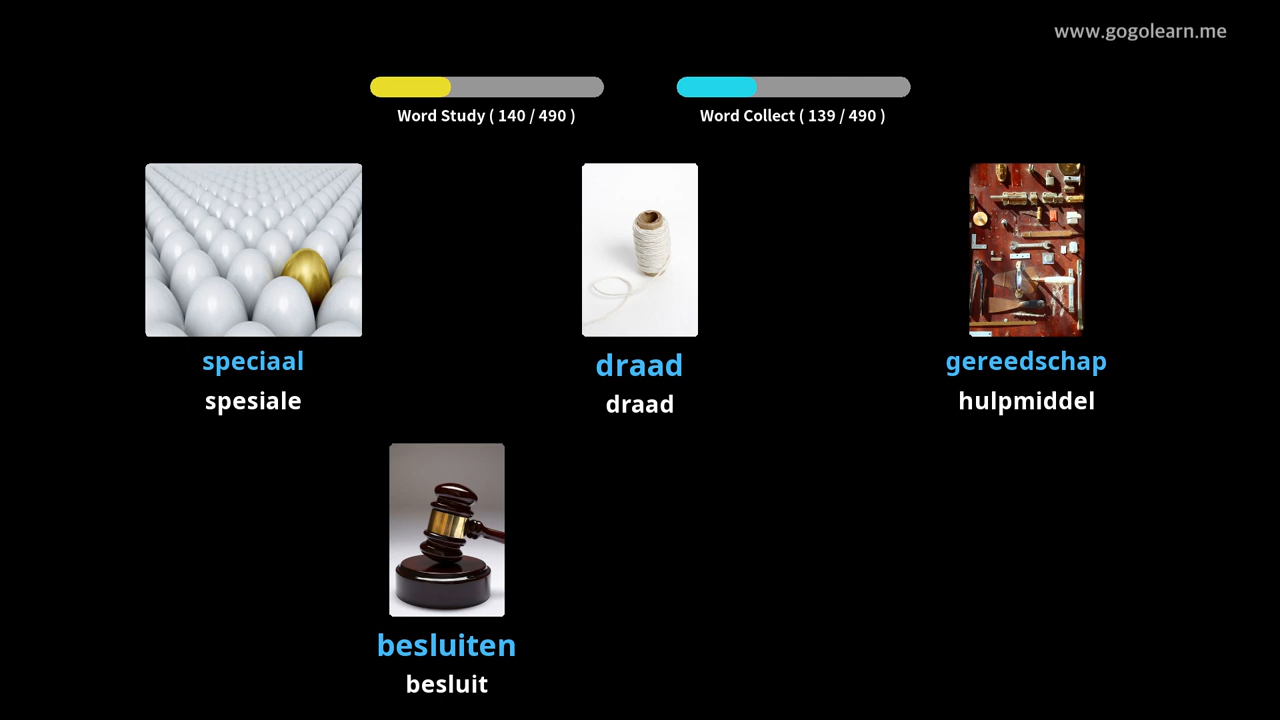 www.gogolearn.me
Word Study ( 140 / 490 )
Word Collect ( 139 / 490 )
speciaal
spesiale
draad
draad
gereedschap
hulpmiddel
besluiten
besluit